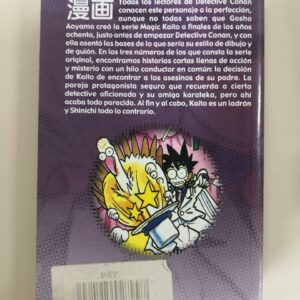 漫画
Todos los lectores de Detective Conan
conocen este personaje a la perfección,
aunque no todos saben que Gosho
Aoyama creó la serie Magic Kaito a finales de los años
ochenta, justo antes de empezar Detective Conan, y con
ella asentó las bases de lo que sería su estilo de dibujo y
de guión. En los tres números de los que consta la serie
original, encontramos historias cortas llenas de acción
y misterio con un hilo conductor en común: la decisión
de Kaito de encontrar a los asesinos de su padre. La
pareja protagonista seguro que recuerda a cierto
detective aficionado y su amiga karateka, pero ahí
acaba todo parecido. Al fin y al cabo, Kaito es un ladrón
y Shinichi todo lo contrario.